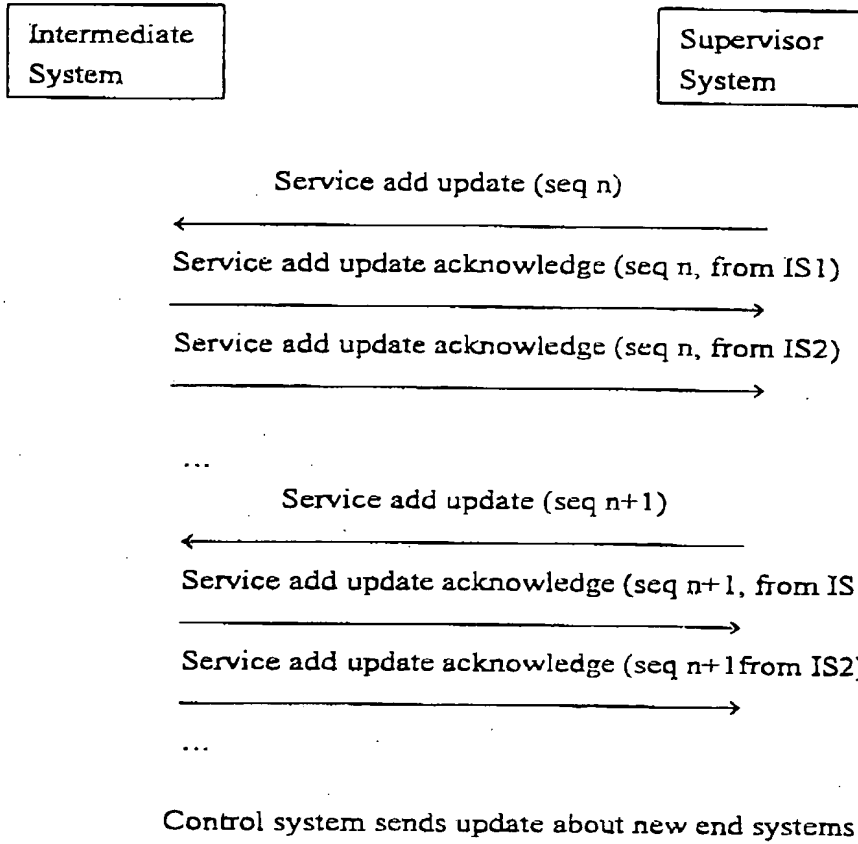 Intermediate
System
Supervisor
System
Service add update (seq n)
Service add update acknowledge (seq n, from IS1)
Service add update acknowledge (seq n, from IS2)
...
Service add update (seq n+1)
Service add update acknowledge (seq n+1, from IS
Service add update acknowledge (seq n+1from IS2)
...
Control system sends update about new end systems